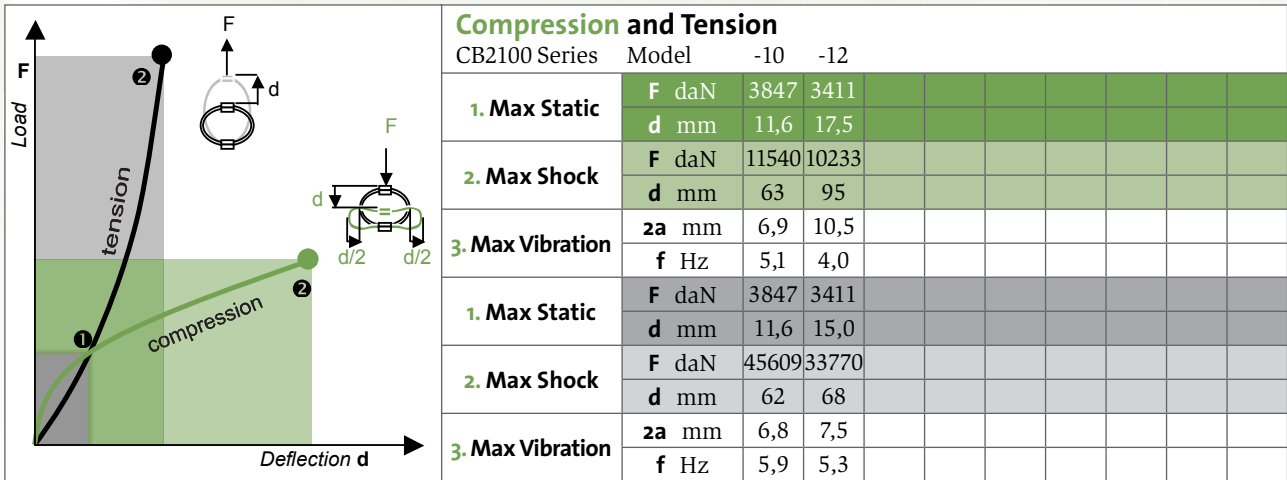 F
Load
tension
compression
❶
❷
❷
F
d
F
d
d/2 d/2
Deflection d
Compression and Tension
CB2100 Series Model -10 -12
1. Max Static
F daN 3847 3411
d mm 11,6 17,5
2. Max Shock
F daN 11540 10233
d mm 63 95
3. Max Vibration
2a mm 6,9 10,5
f Hz 5,1 4,0
1. Max Static
F daN 3847 3411
d mm 11,6 15,0
2. Max Shock
F daN 45609 33770
d mm 62 68
3. Max Vibration
2a mm 6,8 7,5
f Hz 5,9 5,3